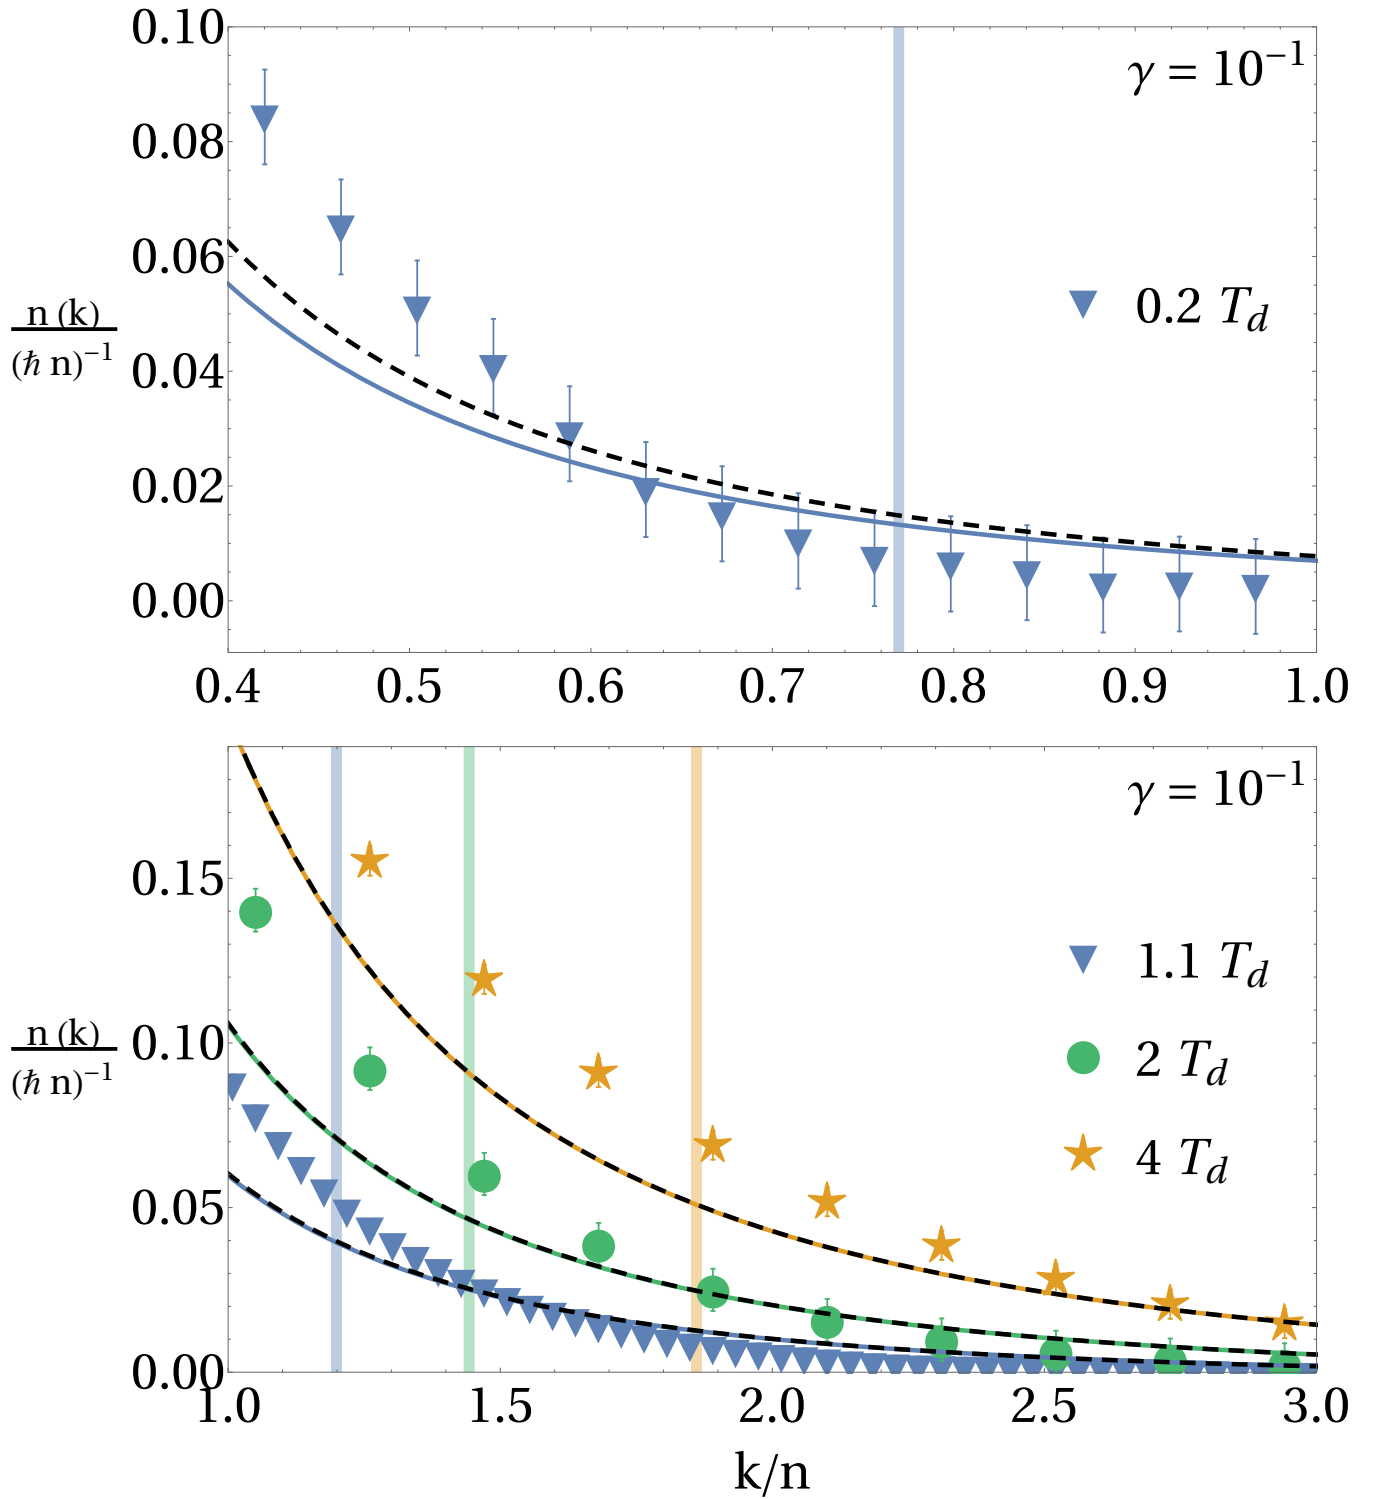 0.10
γ = 10⁻¹
0.08
0.06
0.2 T_d
n (k)
(ℏ n)⁻¹
0.04
0.02
0.00
0.4 0.5 0.6 0.7 0.8 0.9 1.0
γ = 10⁻¹
0.15
1.1 T_d
n (k)
(ℏ n)⁻¹
0.10
2 T_d
4 T_d
0.05
0.00
1.0 1.5 2.0 2.5 3.0
k/n